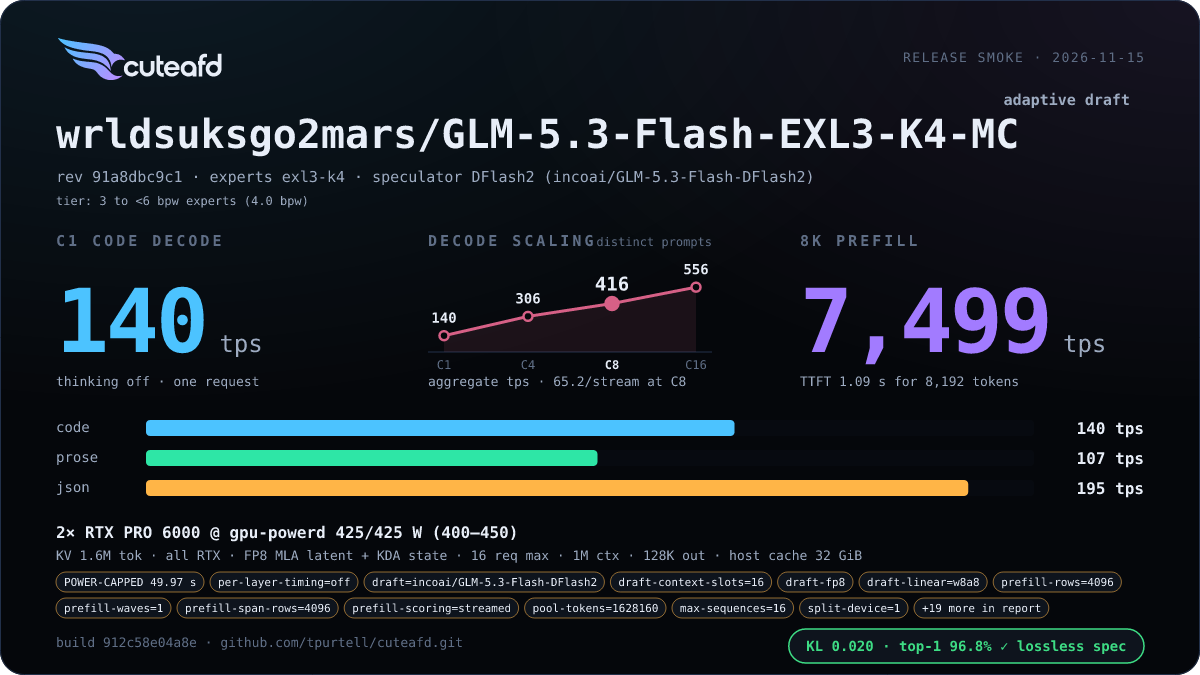 cuteafd
RELEASE SMOKE · 2026-11-15
adaptive draft
wrldsuksgo2mars/GLM-5.3-Flash-EXL3-K4-MC
rev 91a8dbc9c1 · experts exl3-k4 · speculator DFlash2 (incoai/GLM-5.3-Flash-DFlash2)
tier: 3 to <6 bpw experts (4.0 bpw)
C1 CODE DECODE
140 tps
thinking off · one request
DECODE SCALING distinct prompts
140
306
416
556
C1
C4
C8
C16
aggregate tps · 65.2/stream at C8
8K PREFILL
7,499 tps
TTFT 1.09 s for 8,192 tokens
code 140 tps
prose 107 tps
json 195 tps
2× RTX PRO 6000 @ gpu-powerd 425/425 W (400–450)
KV 1.6M tok · all RTX · FP8 MLA latent + KDA state · 16 req max · 1M ctx · 128K out · host cache 32 GiB
POWER-CAPPED 49.97 s per-layer-timing=off draft=incoai/GLM-5.3-Flash-DFlash2 draft-context-slots=16 draft-fp8 draft-linear=w8a8 prefill-rows=4096
prefill-waves=1 prefill-span-rows=4096 prefill-scoring=streamed pool-tokens=1628160 max-sequences=16 split-device=1 +19 more in report
build 912c58e04a8e · github.com/tpurtell/cuteafd.git
KL 0.020 · top-1 96.8% ✓ lossless spec